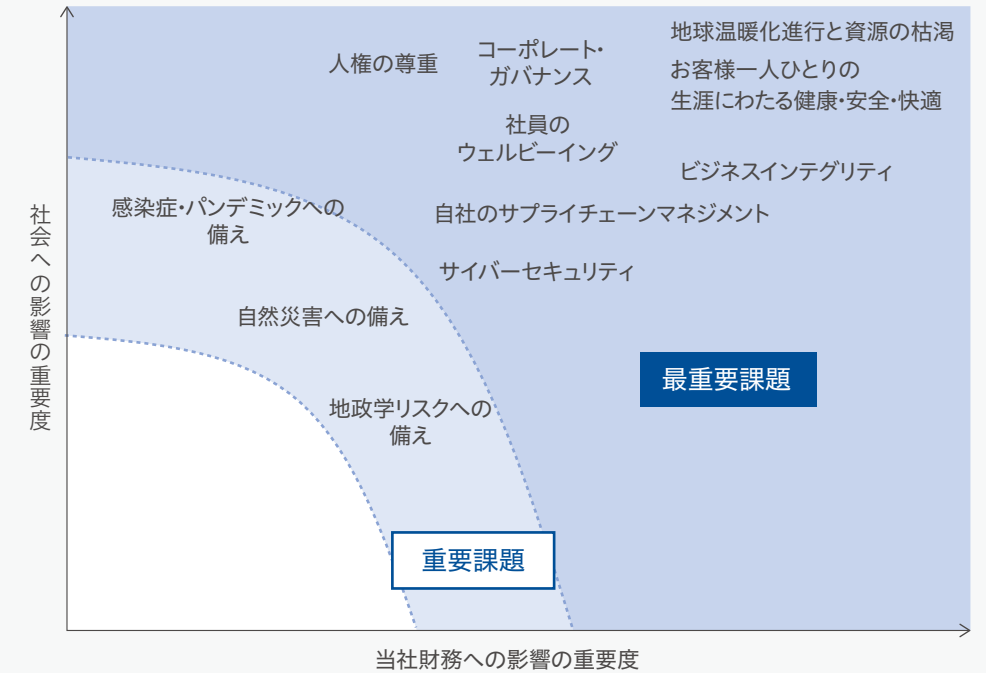 地球温暖化進行と資源の枯渇
人権の尊重
コーポレート・
ガバナンス
お客様一人ひとりの
生涯にわたる健康・安全・快適
社員の
ウェルビーイング
ビジネスインテグリティ
感染症・パンデミックへの
備え
自社のサプライチェーンマネジメント
サイバーセキュリティ
自然災害への備え
最重要課題
地政学リスクへの
備え
重要課題
社会への影響の重要度
当社財務への影響の重要度